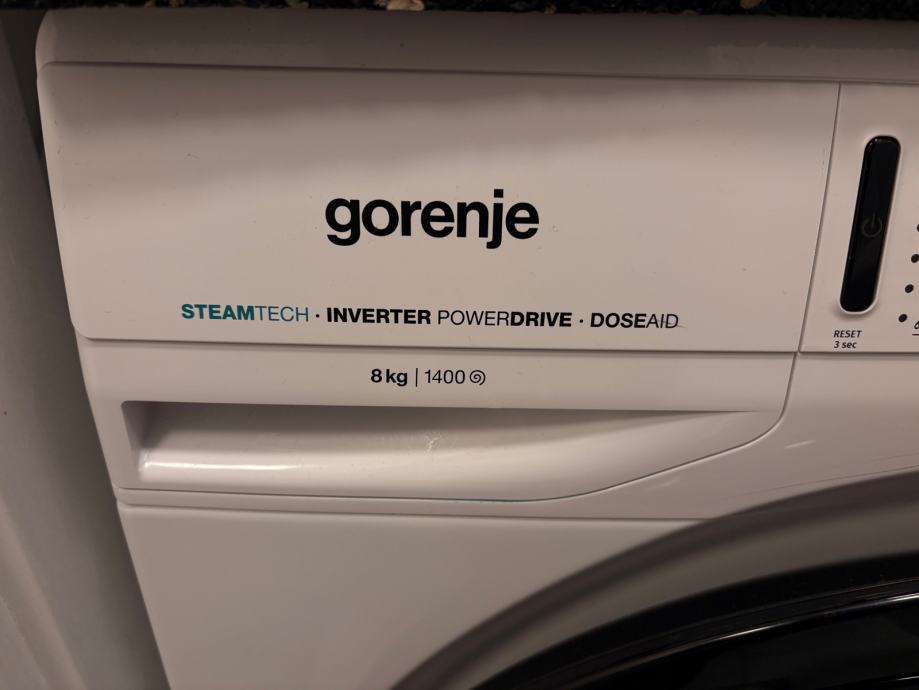 gorenje
STEAMTECH · INVERTER POWERDRIVE · DOSEAID
8 kg | 1400
RESET
3 sec